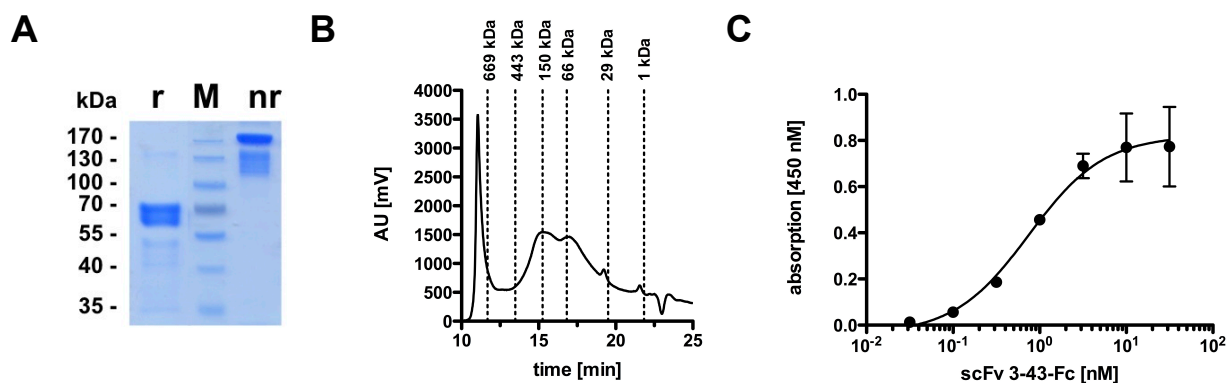 A
kDa r M nr
170 -
130 -
100 -
70 -
55 -
40 -
35 -
B
669 kDa
443 kDa
150 kDa
66 kDa
29 kDa
1 kDa
AU [mV]
4000
3500
3000
2500
2000
1500
1000
500
0
10 15 20 25
time [min]
C
absorption [450 nM]
1.0
0.8
0.6
0.4
0.2
0.0
10-2 10-1 100 101 102
scFv 3-43-Fc [nM]